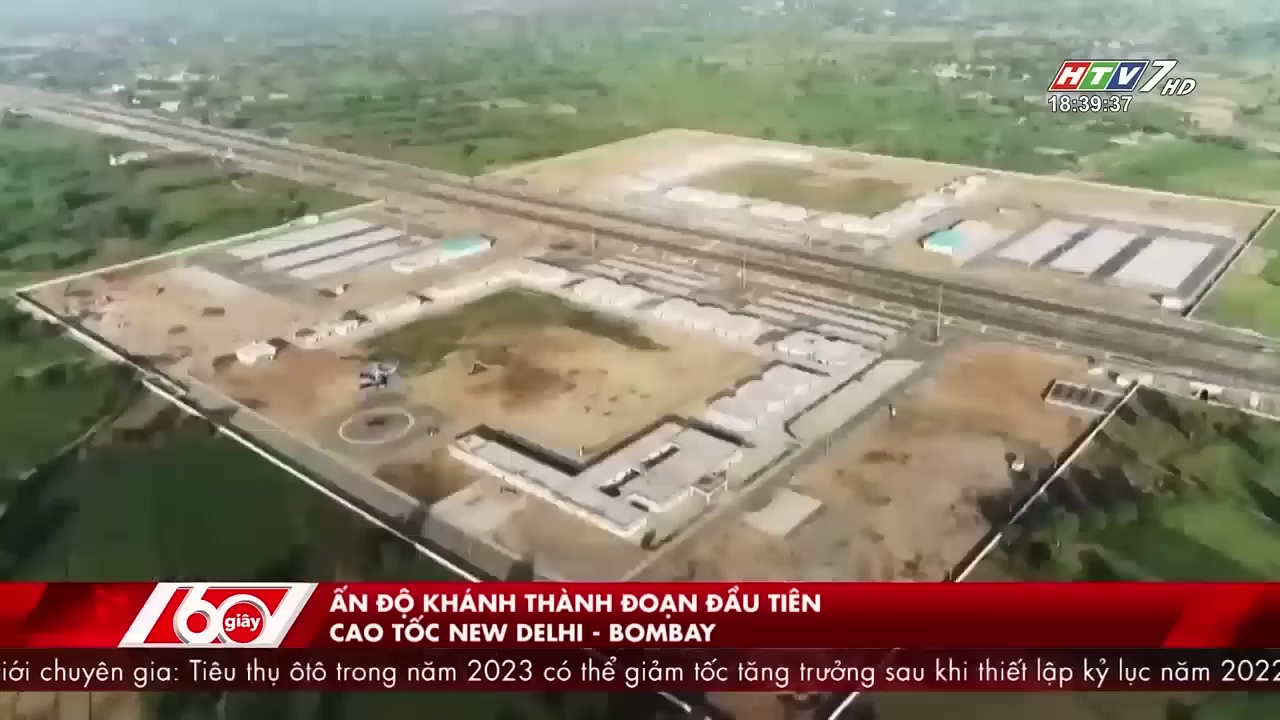 HTV7 HD
18:39:37
60 giây
ẤN ĐỘ KHÁNH THÀNH ĐOẠN ĐẦU TIÊN
CAO TỐC NEW DELHI - BOMBAY
iới chuyên gia: Tiêu thụ ôtô trong năm 2023 có thể giảm tốc tăng trưởng sau khi thiết lập kỷ lục năm 2022